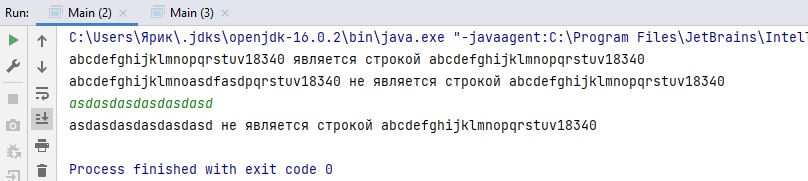 Run: Main (2) Main (3)
C:\Users\Ярик\.jdks\openjdk-16.0.2\bin\java.exe "-javaagent:C:\Program Files\JetBrains\Intell
abcdefghijklmnopqrstuv18340 является строкой abcdefghijklmnopqrstuv18340
abcdefghijklmnoasdfasdpqrstuv18340 не является строкой abcdefghijklmnopqrstuv18340
asdasdasdasdasdasd
asdasdasdasdasdasd не является строкой abcdefghijklmnopqrstuv18340
Process finished with exit code 0